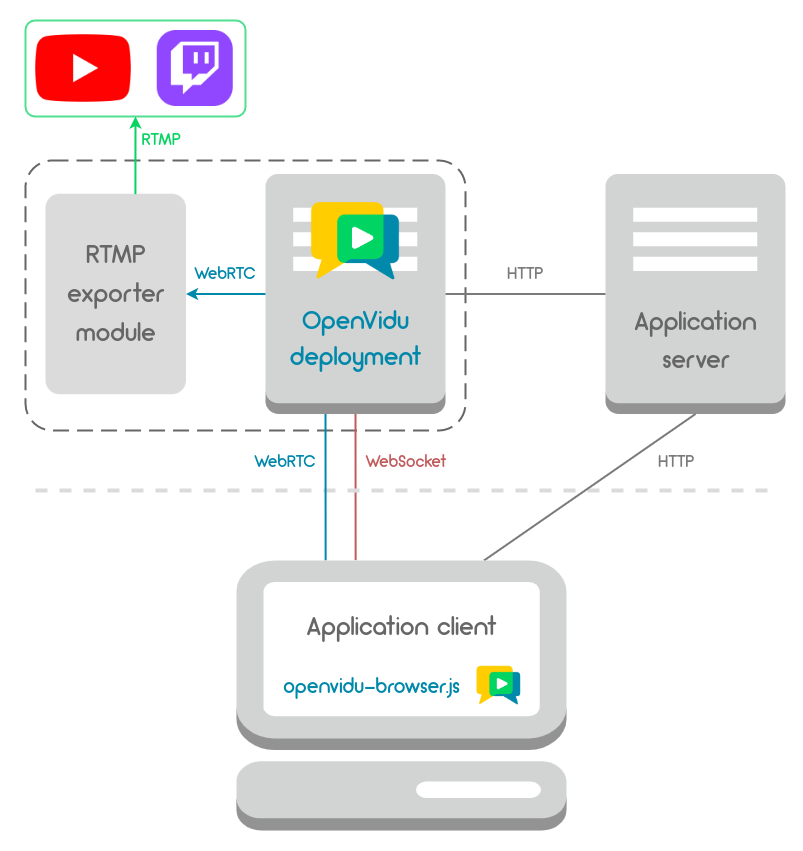 RTMP
RTMP
exporter
module
WebRTC
OpenVidu
deployment
HTTP
Application
server
WebRTC
WebSocket
HTTP
Application client
openvidu-browser.js